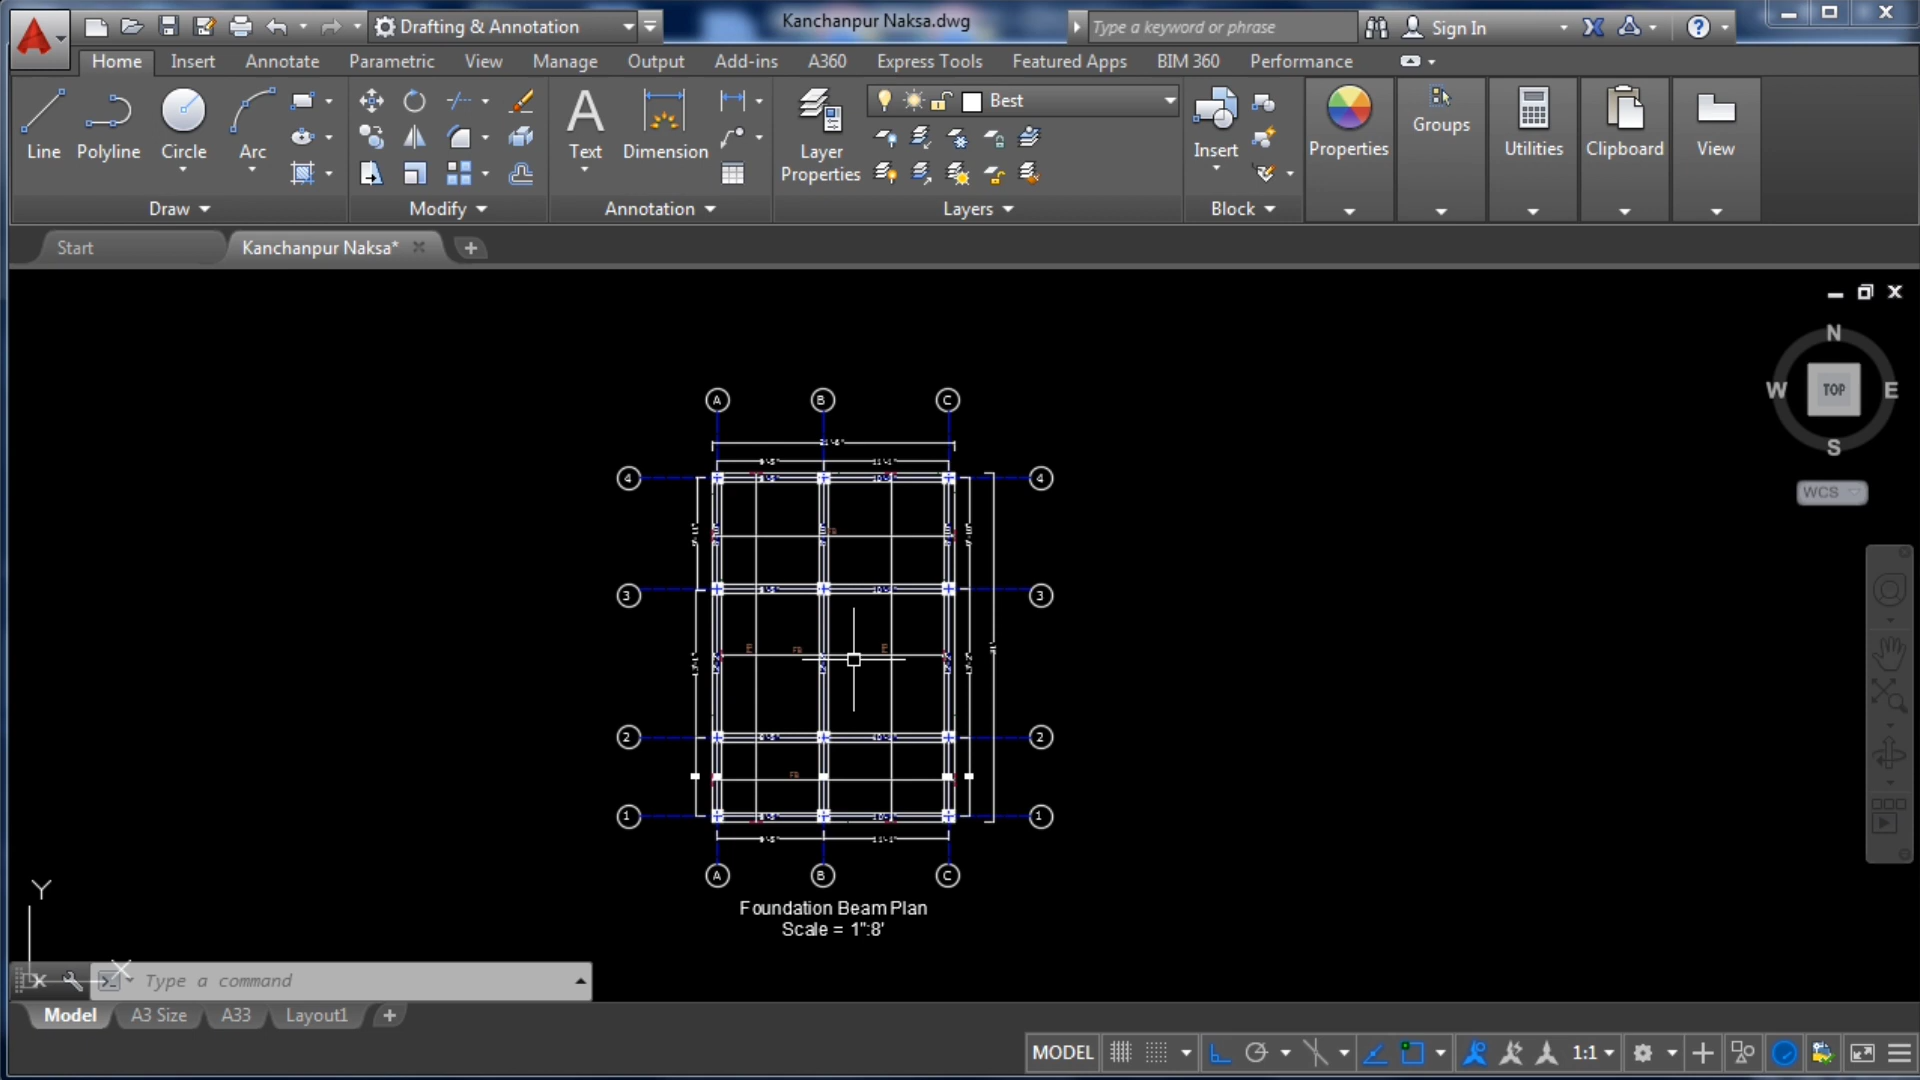 Drafting & Annotation
Kanchanpur Naksa.dwg
Type a keyword or phrase
Sign In
Home Insert Annotate Parametric View Manage Output Add-ins A360 Express Tools Featured Apps BIM 360 Performance
Line Polyline Circle Arc
Text Dimension
Layer Properties
Best
Insert
Properties
Groups
Utilities
Clipboard
View
Draw Modify Annotation Layers Block
Start
Kanchanpur Naksa*
N
W TOP E
S
WCS
A B C
4 4
3 3
2 2
1 1
A B C
Foundation Beam Plan
Scale = 1":8'
Y
X
Type a command
Model A3 Size A33 Layout1
MODEL
1:1